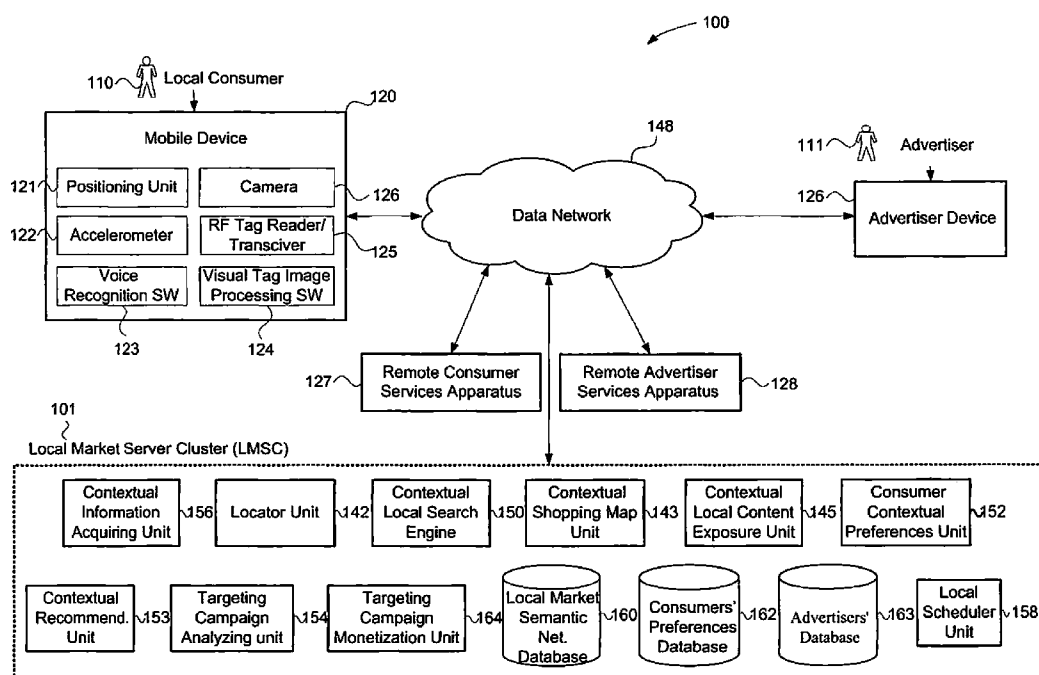 100
110
Local Consumer
120
Mobile Device
121
Positioning Unit
Camera
126
122
Accelerometer
RF Tag Reader/
Transciver
125
Voice
Recognition SW
Visual Tag Image
Processing SW
123
124
148
Data Network
111
Advertiser
126
Advertiser Device
127
Remote Consumer
Services Apparatus
Remote Advertiser
Services Apparatus
128
101
Local Market Server Cluster (LMSC)
Contextual
Information
Acquiring Unit
156
Locator Unit
142
Contextual
Local Search
Engine
150
Contextual
Shopping Map
Unit
143
Contextual
Local Content
Exposure Unit
145
Consumer
Contextual
Preferences Unit
152
Contextual
Recommend.
Unit
153
Targeting
Campaign
Analyzing unit
154
Targeting
Campaign
Monetization Unit
164
Local Market
Semantic
Net.
Database
160
Consumers'
Preferences
Database
162
Advertisers'
Database
163
Local
Scheduler
Unit
158